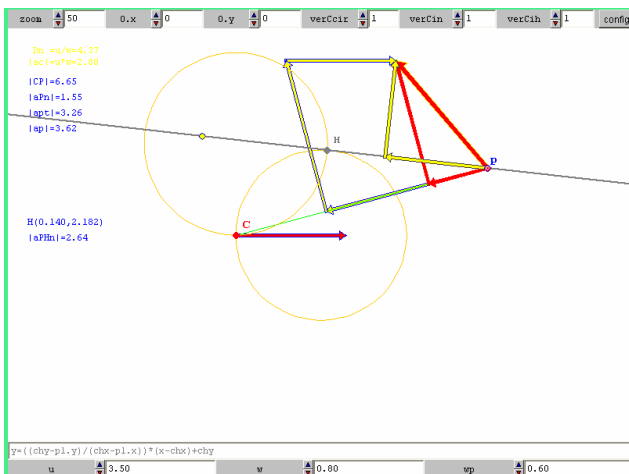 zoom 50 O.x 0 O.y 0 verCcir 1 verCin 1 verCih 1 config
|CP|=6.65
|aPn|=1.55
|apt|=3.26
|ap|=3.62
H
p
H(0.140,2.182)
C
|aPHn|=2.64
y=((chy-pl.y)/(chx-pl.x))*(x-chx)+chy
u 3.50 w 0.80 wp 0.60